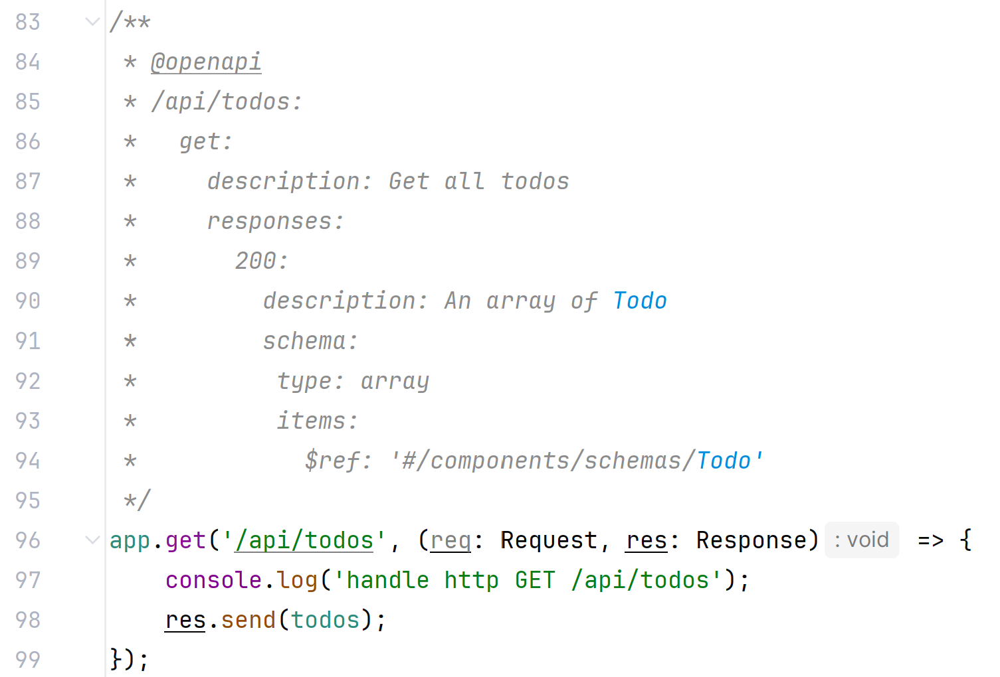 83 /**
84  * @openapi
85  * /api/todos:
86  *   get:
87  *     description: Get all todos
88  *     responses:
89  *       200:
90  *         description: An array of Todo
91  *         schema:
92  *          type: array
93  *          items:
94  *            $ref: '#/components/schemas/Todo'
95  */
96 app.get('/api/todos', (req: Request, res: Response) : void => {
97     console.log('handle http GET /api/todos');
98     res.send(todos);
99 });